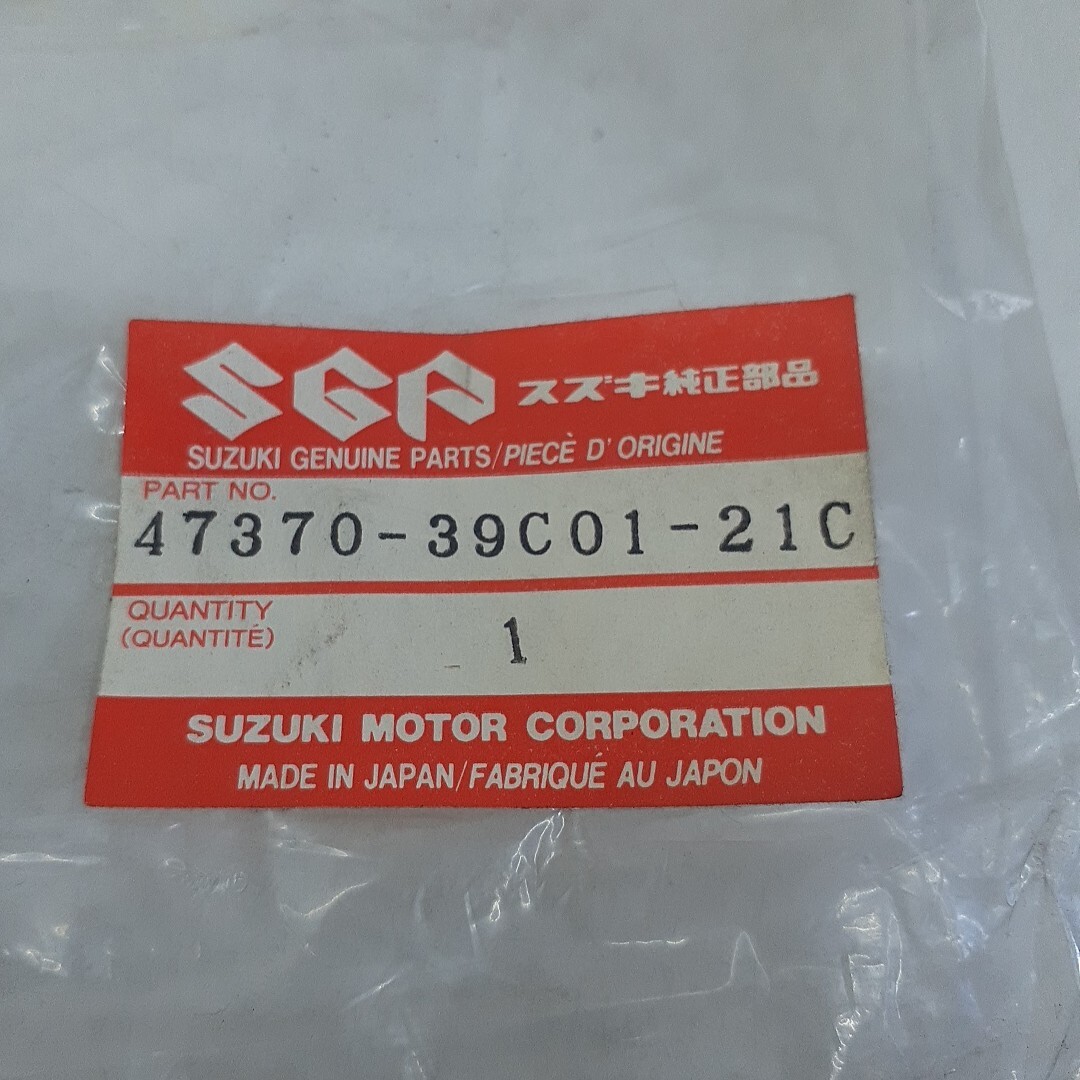 SGP スズキ純正部品
SUZUKI GENUINE PARTS/PIECÈ D'ORIGINE
PART NO.
47370-39C01-21C
QUANTITY
(QUANTITÉ)
1
SUZUKI MOTOR CORPORATION
MADE IN JAPAN/FABRIQUÉ AU JAPON